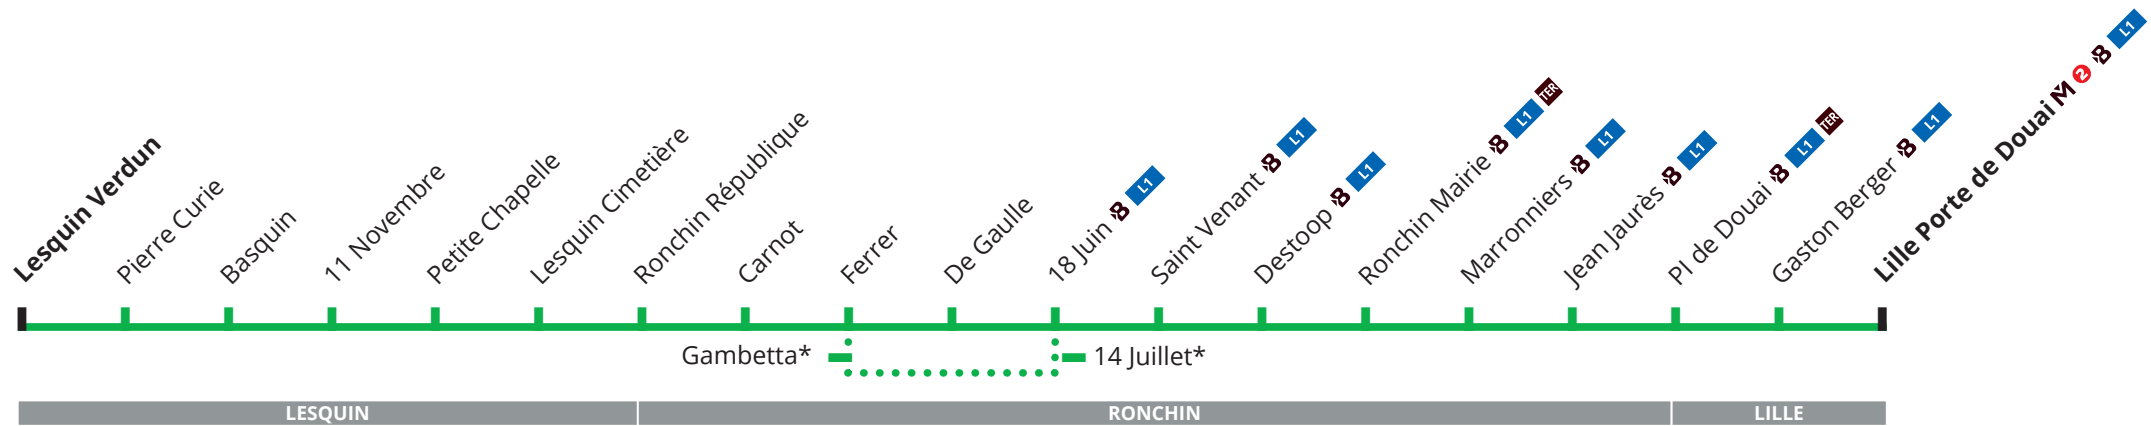 Lesquin Verdun
Pierre Curie
Basquin
11 Novembre
Petite Chapelle
Lesquin Cimetière
Ronchin République
Carnot
Ferrer
De Gaulle
18 Juin B L1
Saint Venant B L1
Destoop B L1
Ronchin Mairie B L1 TER
Marronniers B L1
Jean Jaurès B L1
Pl de Douai B L1 TER
Gaston Berger B L1
Lille Porte de Douai M 2 B L1
Gambetta*
14 Juillet*
LESQUIN
RONCHIN
LILLE